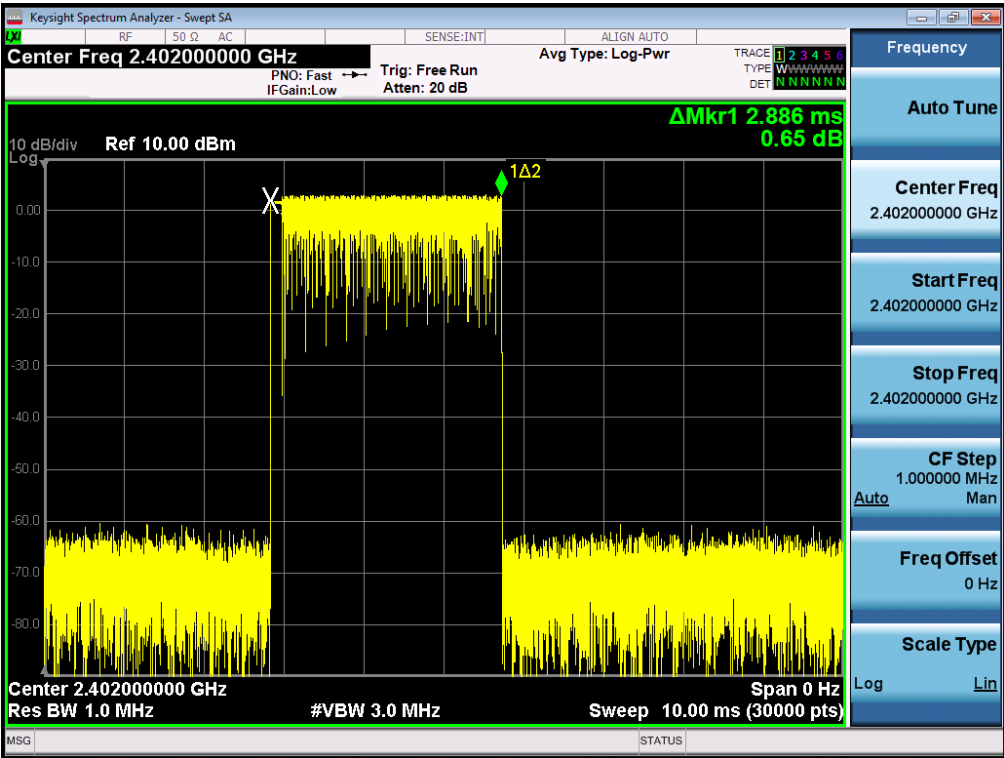 Keysight Spectrum Analyzer - Swept SA
LXI RF 50 Ω AC SENSE:INT ALIGN AUTO
Center Freq 2.402000000 GHz
PNO: Fast
IFGain:Low
Trig: Free Run
Atten: 20 dB
Avg Type: Log-Pwr
TRACE 1 2 3 4 5 6
TYPE WWWWWW
DET N N N N N N
ΔMkr1 2.886 ms
0.65 dB
10 dB/div Ref 10.00 dBm
Log
1Δ2
0.00
-10.0
-20.0
-30.0
-40.0
-50.0
-60.0
-70.0
-80.0
Center 2.402000000 GHz Span 0 Hz
Res BW 1.0 MHz #VBW 3.0 MHz Sweep 10.00 ms (30000 pts)
MSG STATUS
Frequency
Auto Tune
Center Freq
2.402000000 GHz
Start Freq
2.402000000 GHz
Stop Freq
2.402000000 GHz
CF Step
1.000000 MHz
Auto Man
Freq Offset
0 Hz
Scale Type
Log Lin